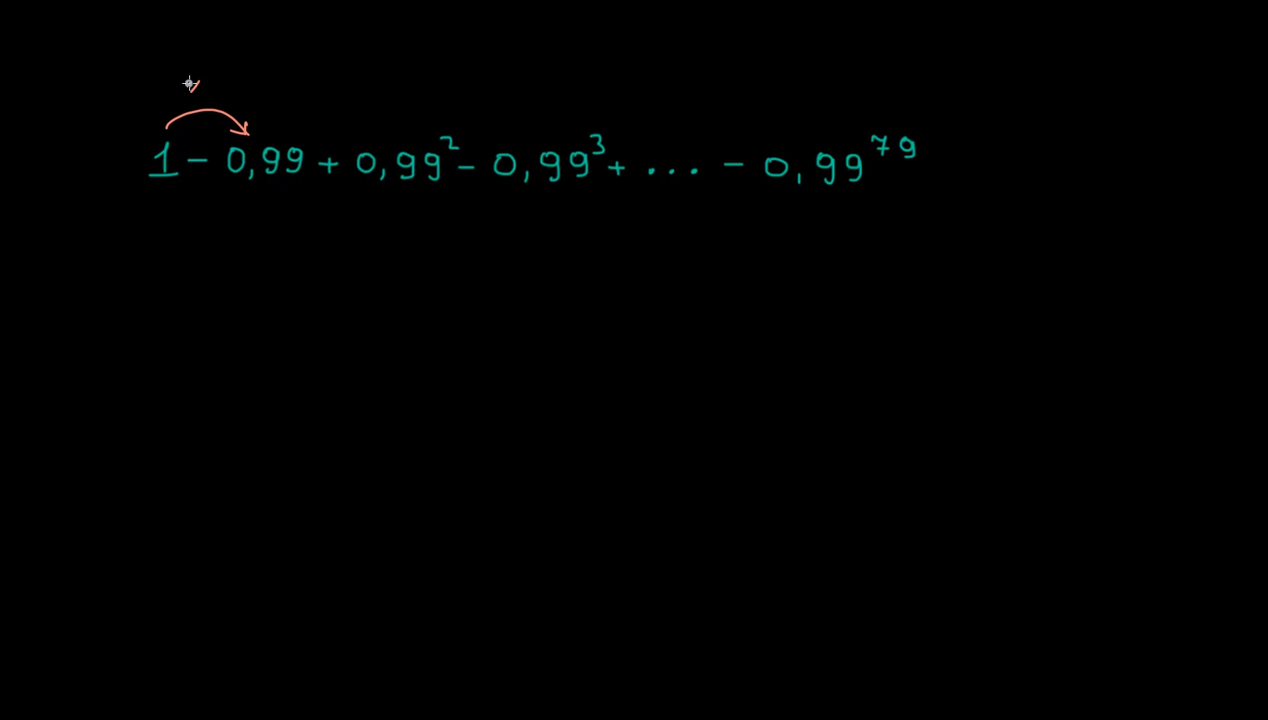 1 - 0,99 + 0,99² - 0,99³ + ... - 0,99⁷⁹